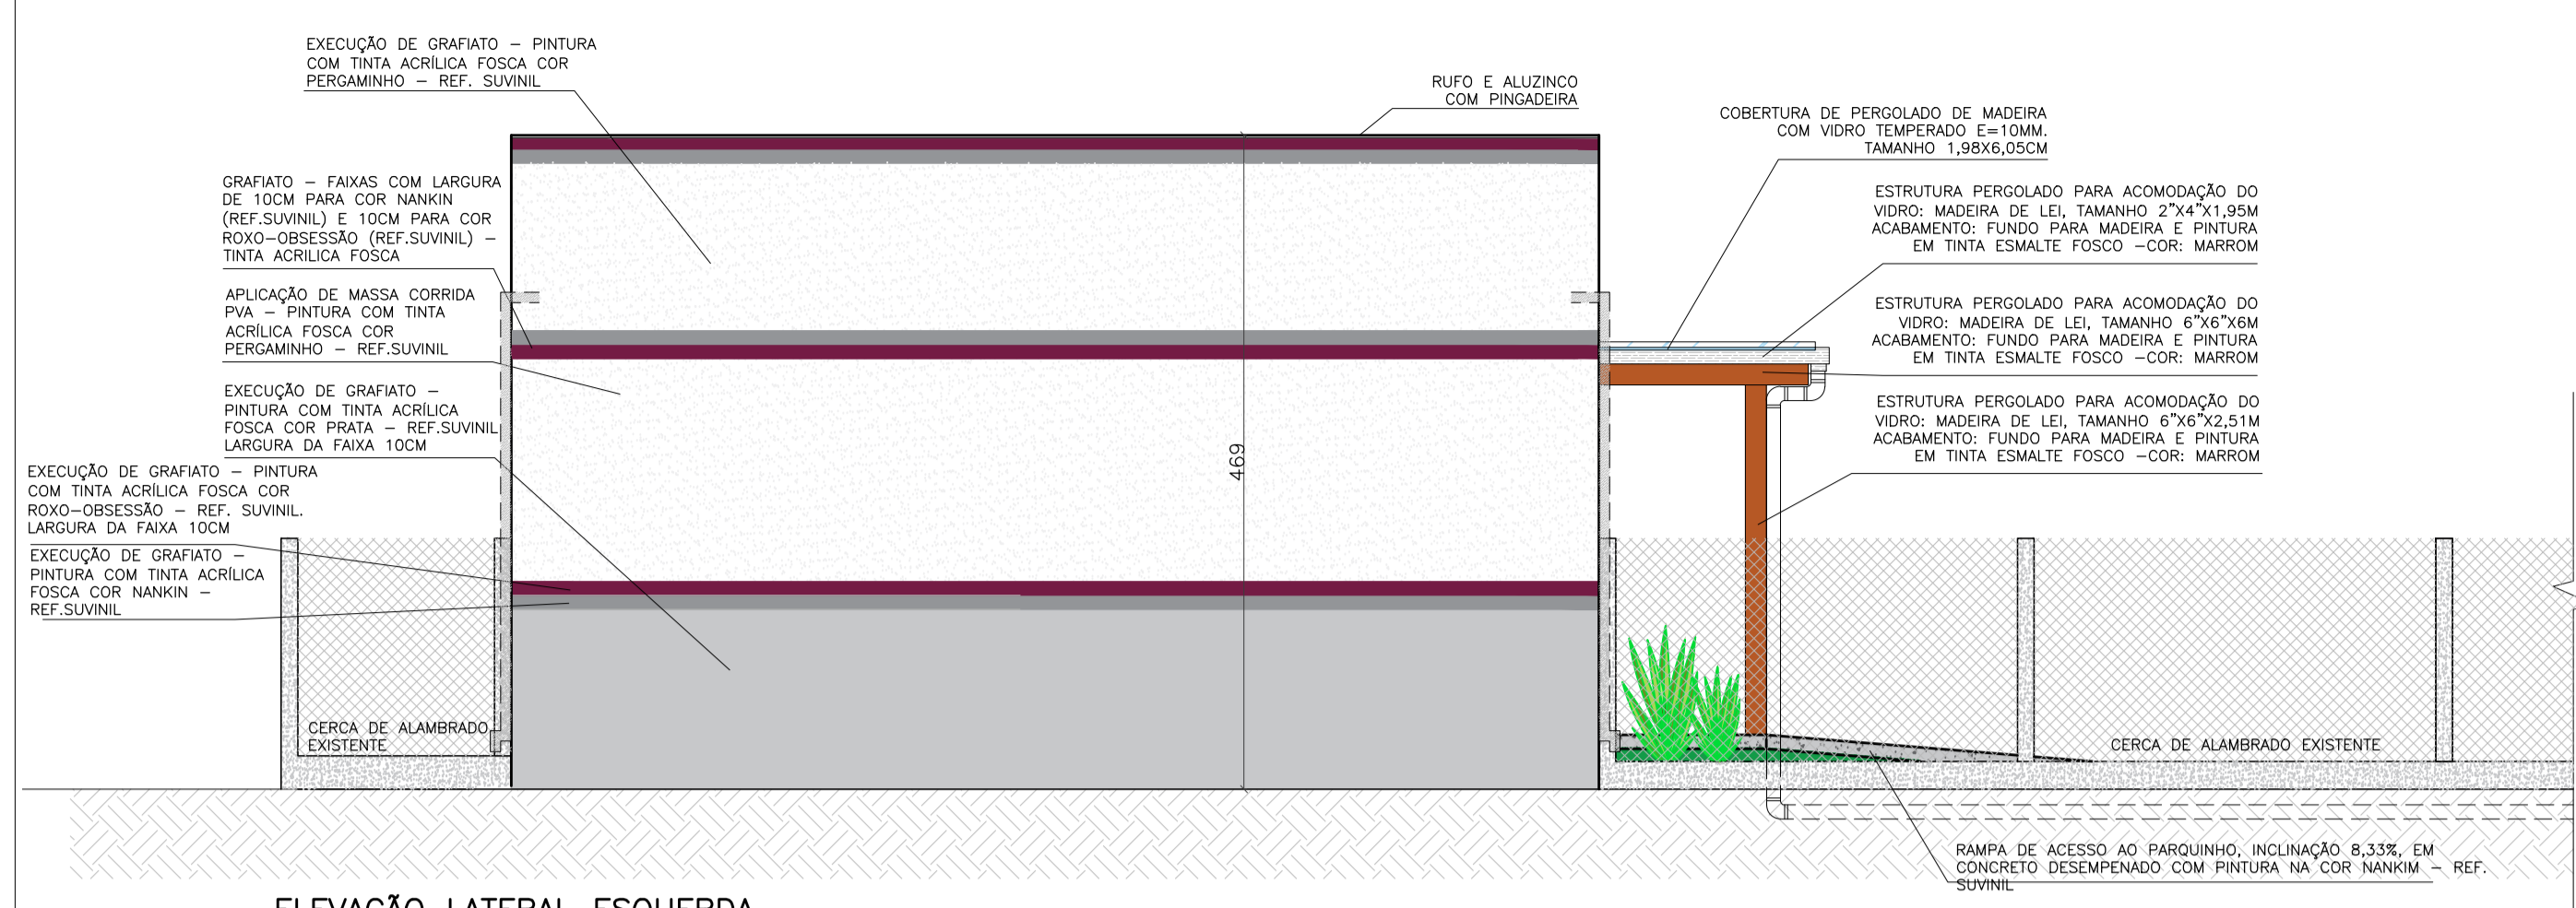 EXECUÇÃO DE GRAFIATO – PINTURA
COM TINTA ACRÍLICA FOSCA COR
PERGAMINHO – REF. SUVINIL
RUFO E ALUZINCO
COM PINGADEIRA
COBERTURA DE PERGOLADO DE MADEIRA
COM VIDRO TEMPERADO E=10MM.
TAMANHO 1,98X6,05CM
GRAFIATO – FAIXAS COM LARGURA
DE 10CM PARA COR NANKIN
(REF.SUVINIL) E 10CM PARA COR
ROXO-OBSESSÃO (REF.SUVINIL) –
TINTA ACRILICA FOSCA
ESTRUTURA PERGOLADO PARA ACOMODAÇÃO DO
VIDRO: MADEIRA DE LEI, TAMANHO 2"X4"X1,95M
ACABAMENTO: FUNDO PARA MADEIRA E PINTURA
EM TINTA ESMALTE FOSCO –COR: MARROM
APLICAÇÃO DE MASSA CORRIDA
PVA – PINTURA COM TINTA
ACRÍLICA FOSCA COR
PERGAMINHO – REF.SUVINIL
ESTRUTURA PERGOLADO PARA ACOMODAÇÃO DO
VIDRO: MADEIRA DE LEI, TAMANHO 6"X6"X6M
ACABAMENTO: FUNDO PARA MADEIRA E PINTURA
EM TINTA ESMALTE FOSCO –COR: MARROM
EXECUÇÃO DE GRAFIATO –
PINTURA COM TINTA ACRÍLICA
FOSCA COR PRATA – REF.SUVINIL
LARGURA DA FAIXA 10CM
ESTRUTURA PERGOLADO PARA ACOMODAÇÃO DO
VIDRO: MADEIRA DE LEI, TAMANHO 6"X6"X2,51M
ACABAMENTO: FUNDO PARA MADEIRA E PINTURA
EM TINTA ESMALTE FOSCO –COR: MARROM
469
EXECUÇÃO DE GRAFIATO – PINTURA
COM TINTA ACRÍLICA FOSCA COR
ROXO-OBSESSÃO – REF. SUVINIL.
LARGURA DA FAIXA 10CM
EXECUÇÃO DE GRAFIATO –
PINTURA COM TINTA ACRÍLICA
FOSCA COR NANKIN –
REF.SUVINIL
CERCA DE ALAMBRADO
EXISTENTE
CERCA DE ALAMBRADO EXISTENTE
RAMPA DE ACESSO AO PARQUINHO, INCLINAÇÃO 8,33%, EM
CONCRETO DESEMPENADO COM PINTURA NA COR NANKIM – REF.
SUVINIL
ELEVAÇÃO LATERAL ESQUERDA